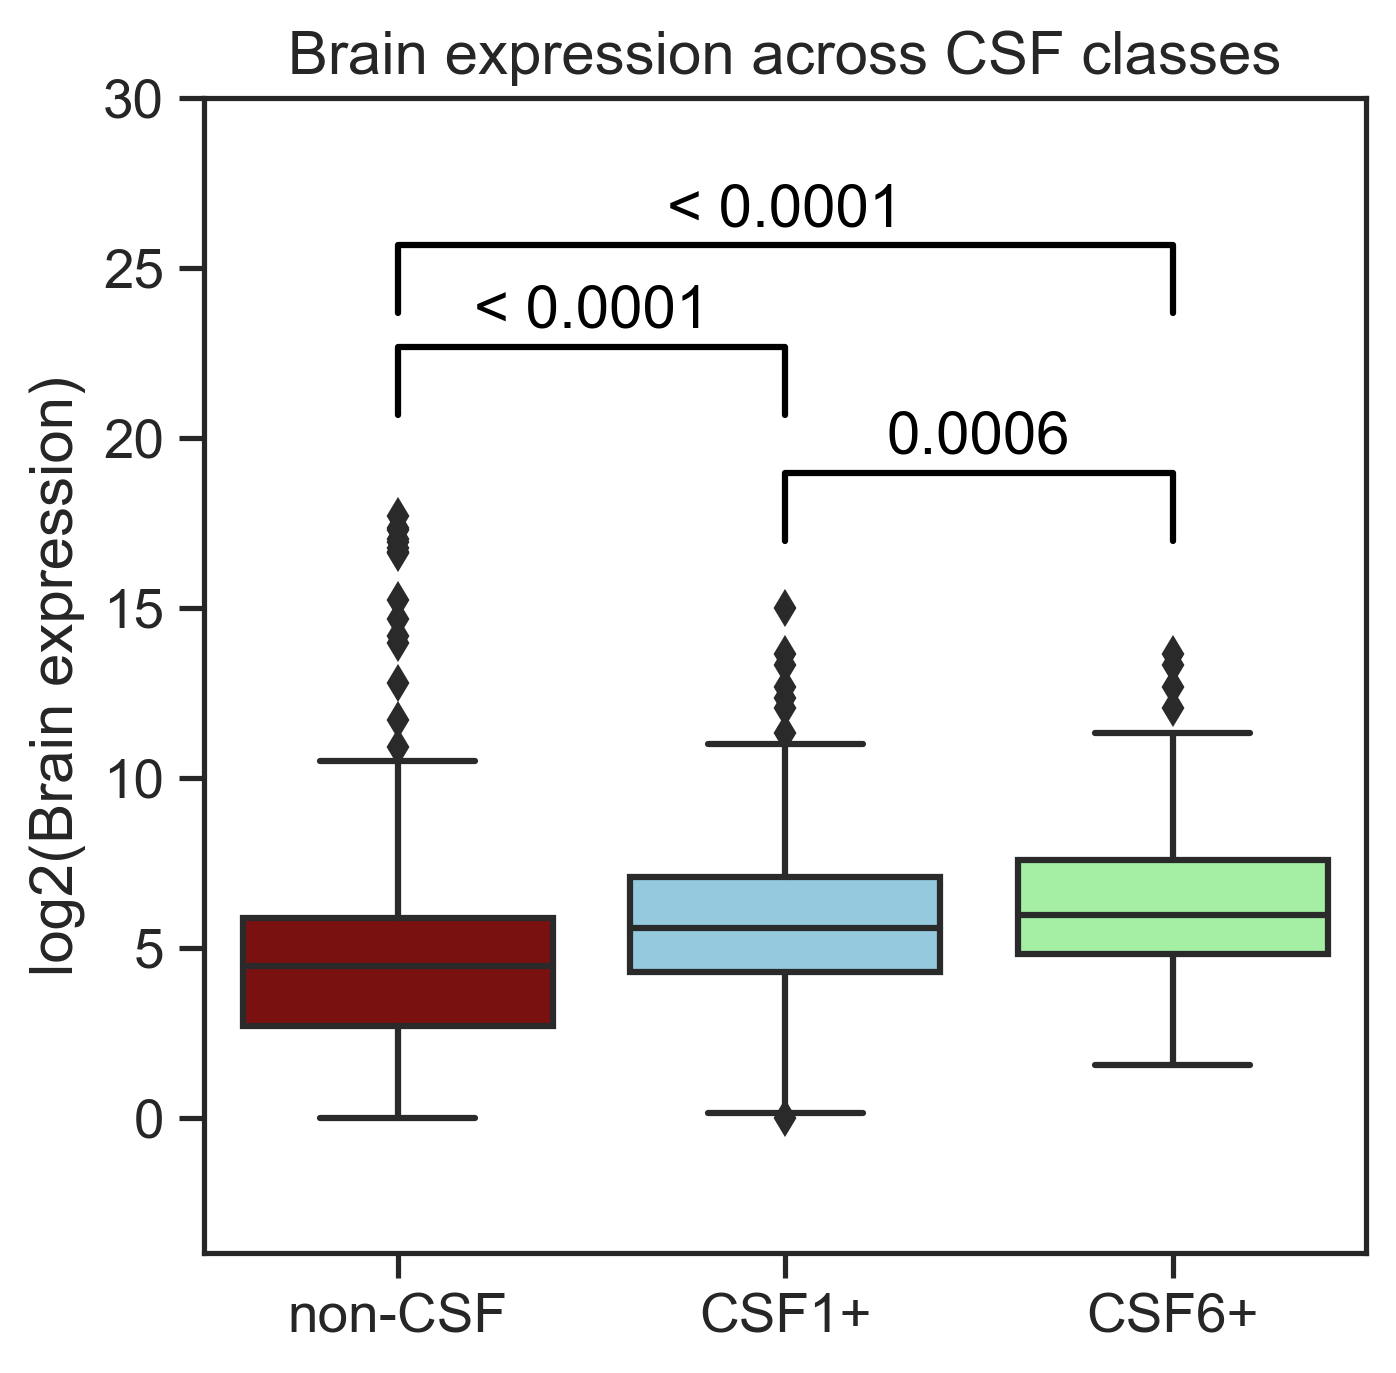 Brain expression across CSF classes
30
25
20
15
10
5
0
log2(Brain expression)
< 0.0001
< 0.0001
0.0006
non-CSF
CSF1+
CSF6+